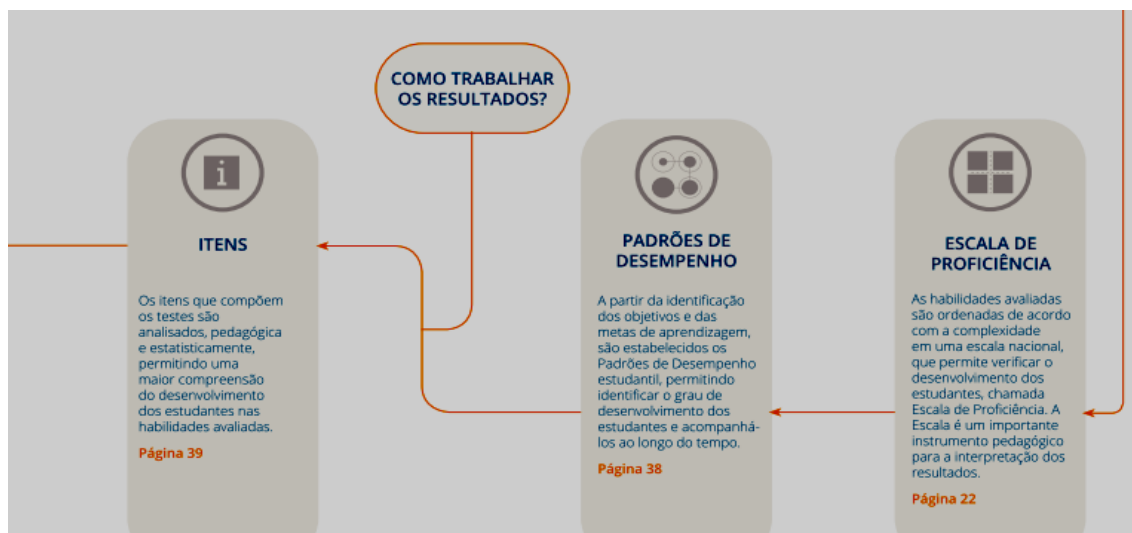 COMO TRABALHAR
OS RESULTADOS?
ITENS
Os itens que compõem
os testes são
analisados, pedagógica
e estatisticamente,
permitindo uma
maior compreensão
do desenvolvimento
dos estudantes nas
habilidades avaliadas.
Página 39
PADRÕES DE
DESEMPENHO
A partir da identificação
dos objetivos e das
metas de aprendizagem,
são estabelecidos os
Padrões de Desempenho
estudantil, permitindo
identificar o grau de
desenvolvimento dos
estudantes e acompanhá-
los ao longo do tempo.
Página 38
ESCALA DE
PROFICIÊNCIA
As habilidades avaliadas
são ordenadas de acordo
com a complexidade
em uma escala nacional,
que permite verificar o
desenvolvimento dos
estudantes, chamada
Escala de Proficiência. A
Escala é um importante
instrumento pedagógico
para a interpretação dos
resultados.
Página 22